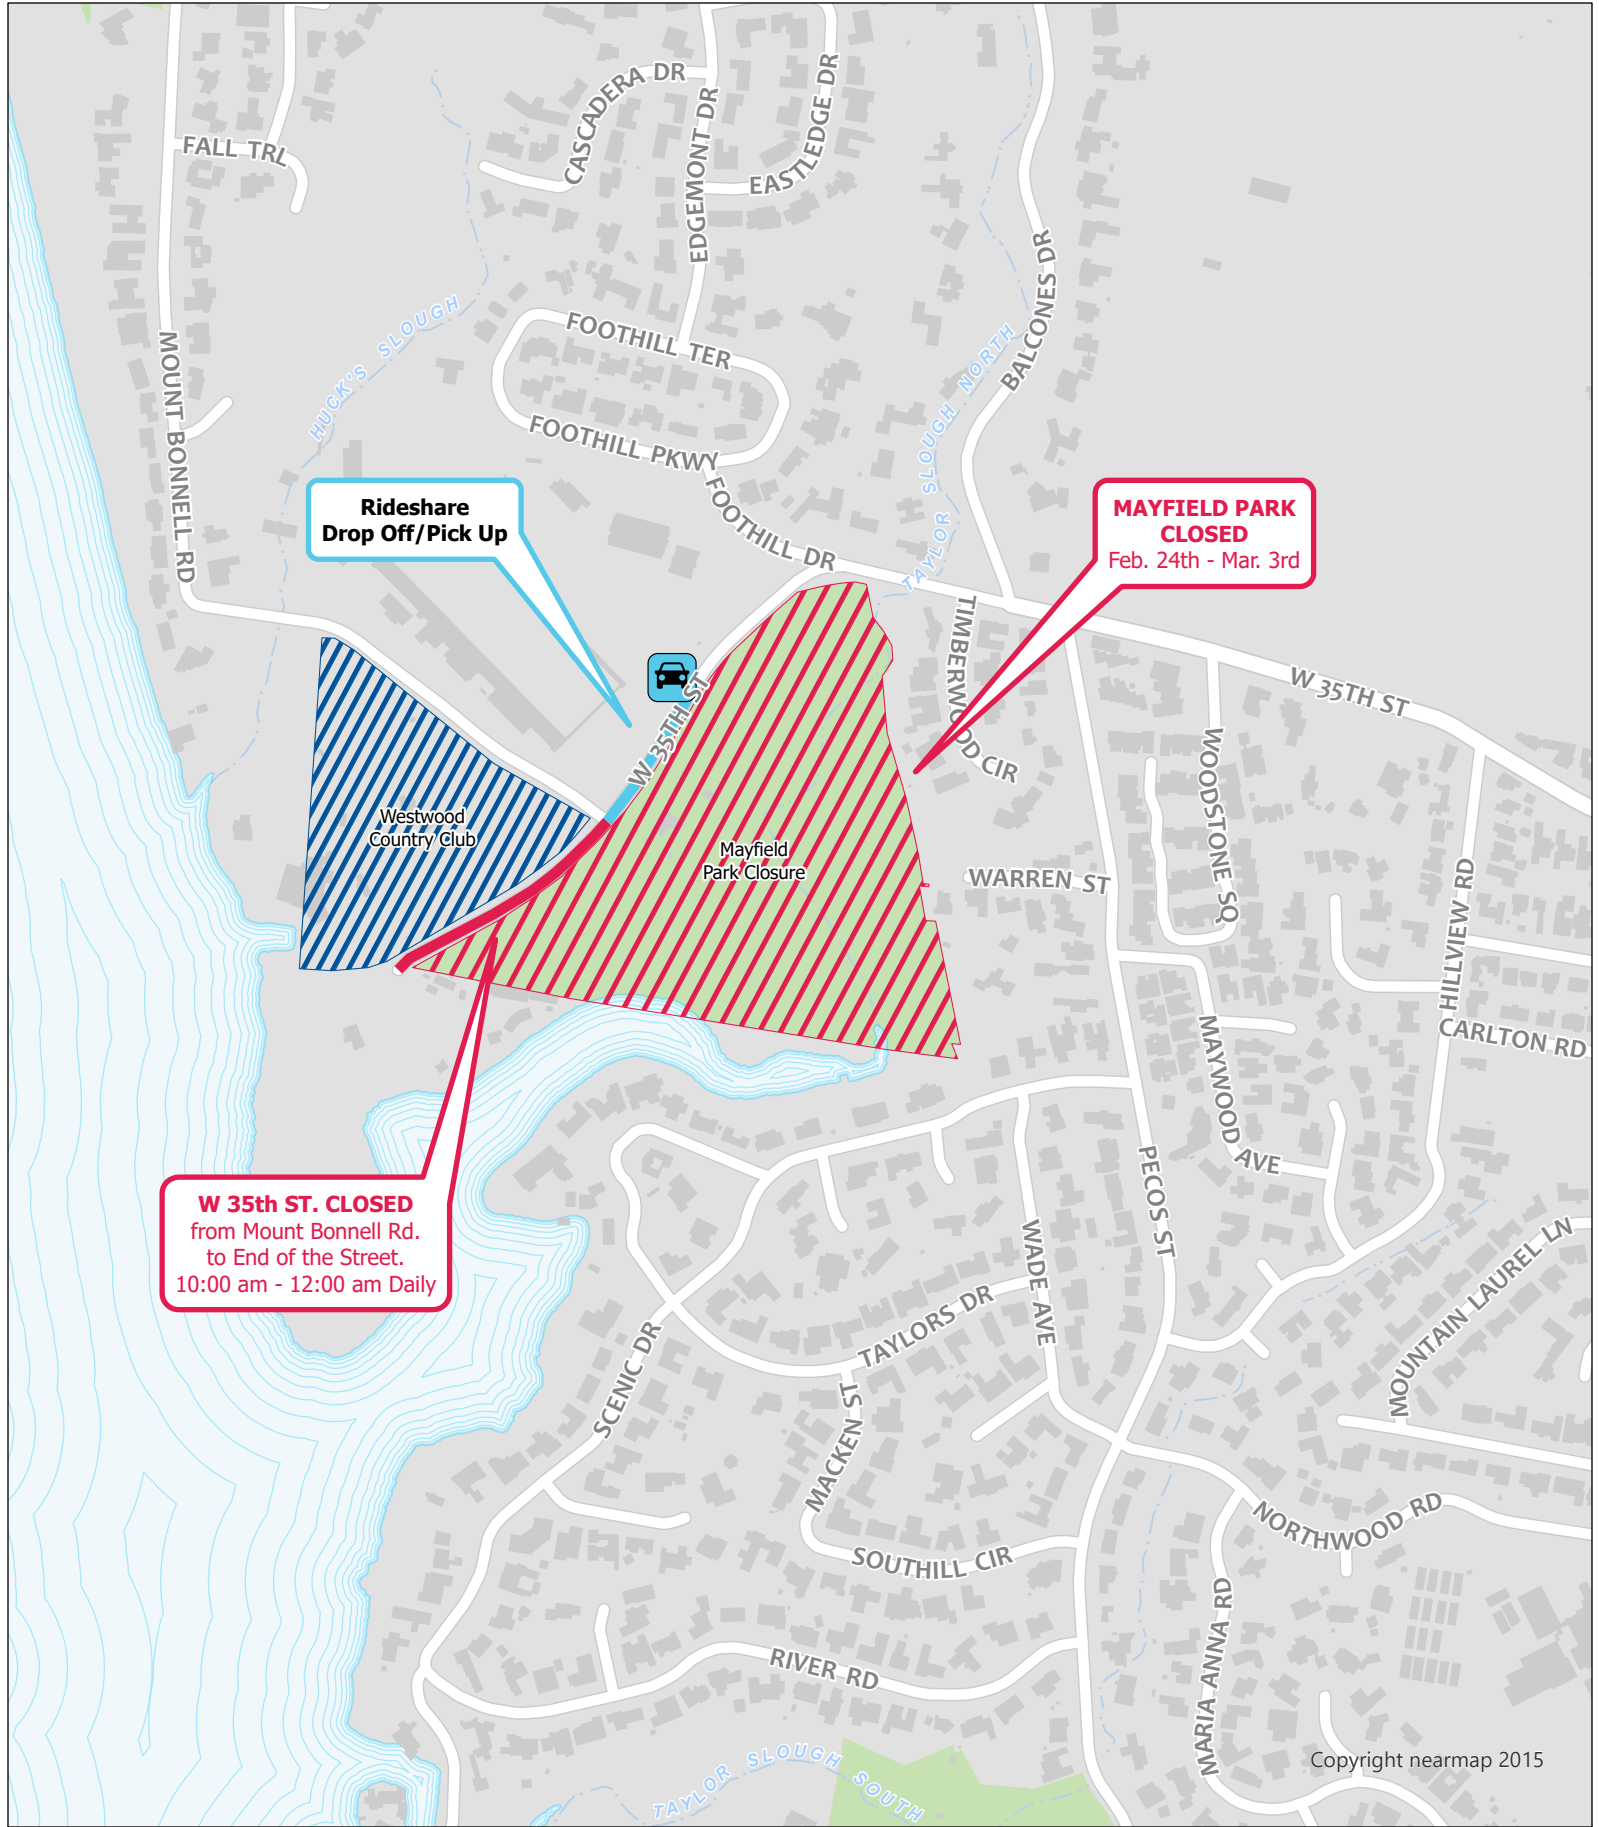 CASCADERA DR
EDGEMONT DR
EASTLEDGE DR
FALL TRL
BALCONES DR
HUCK'S SLOUGH
FOOTHILL TER
MOUNT BONNELL RD
FOOTHILL PKWY
TAYLOR SLOUGH NORTH
FOOTHILL DR
Rideshare
Drop Off/Pick Up
MAYFIELD PARK
CLOSED
Feb. 24th - Mar. 3rd
TIMBERWOOD CIR
W 35TH ST
W 35TH ST
WOODSTONE SQ
Westwood
Country Club
Mayfield
Park Closure
WARREN ST
HILLVIEW RD
CARLTON RD
MAYWOOD AVE
PECOS ST
W 35th ST. CLOSED
from Mount Bonnell Rd.
to End of the Street.
10:00 am - 12:00 am Daily
WADE AVE
MOUNTAIN LAUREL LN
TAYLORS DR
SCENIC DR
MACKEN ST
NORTHWOOD RD
SOUTHILL CIR
MARIA ANNA RD
RIVER RD
TAYLOR SLOUGH SOUTH
Copyright nearmap 2015